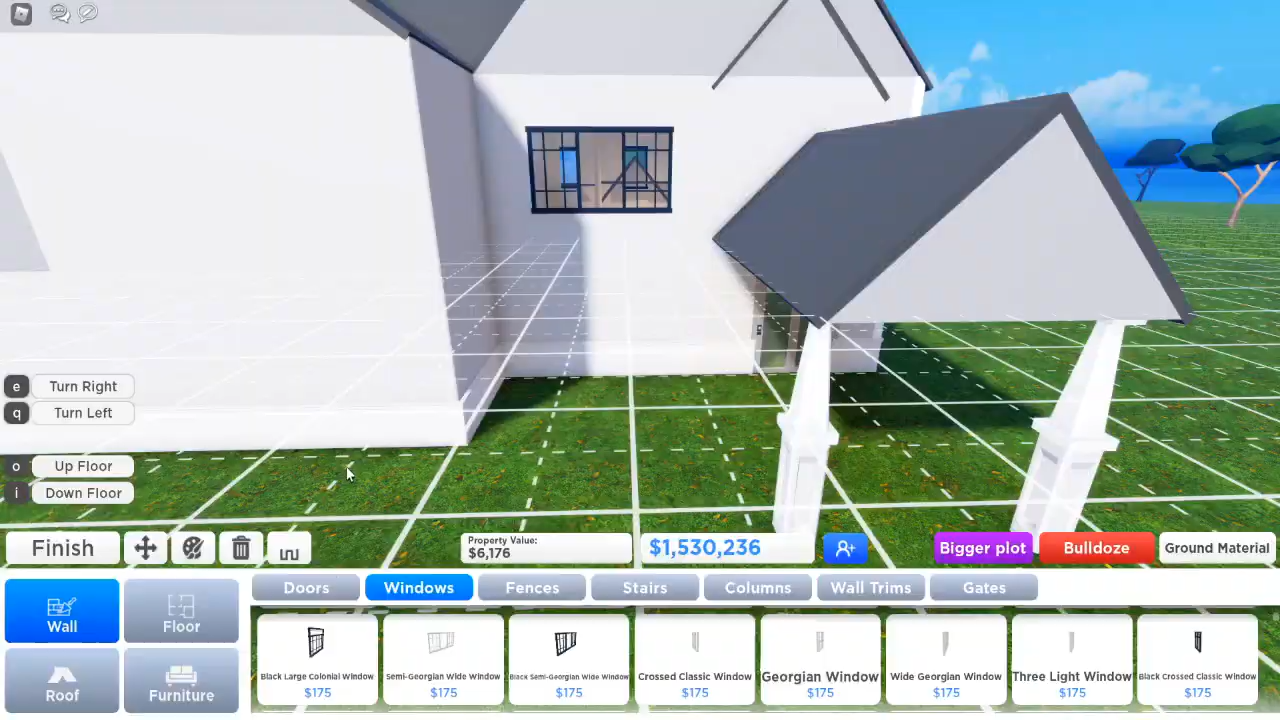 e Turn Right
q Turn Left
o Up Floor
i Down Floor
Finish
Property Value:
$6,176
$1,530,236
Bigger plot
Bulldoze
Ground Material
Wall
Floor
Roof
Furniture
Doors
Windows
Fences
Stairs
Columns
Wall Trims
Gates
Black Large Colonial Window
$175
Semi-Georgian Wide Window
$175
Black Semi-Georgian Wide Window
$175
Crossed Classic Window
$175
Georgian Window
$175
Wide Georgian Window
$175
Three Light Window
$175
Black Crossed Classic Window
$175